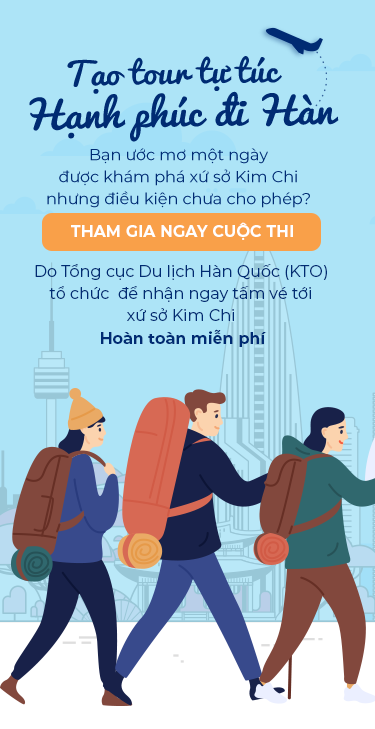 Tạo tour tự túc
Hạnh phúc đi Hàn
Bạn ước mơ một ngày
được khám phá xứ sở Kim Chi
nhưng điều kiện chưa cho phép?
THAM GIA NGAY CUỘC THI
Do Tổng cục Du lịch Hàn Quốc (KTO)
tổ chức để nhận ngay tấm vé tới
xứ sở Kim Chi
Hoàn toàn miễn phí